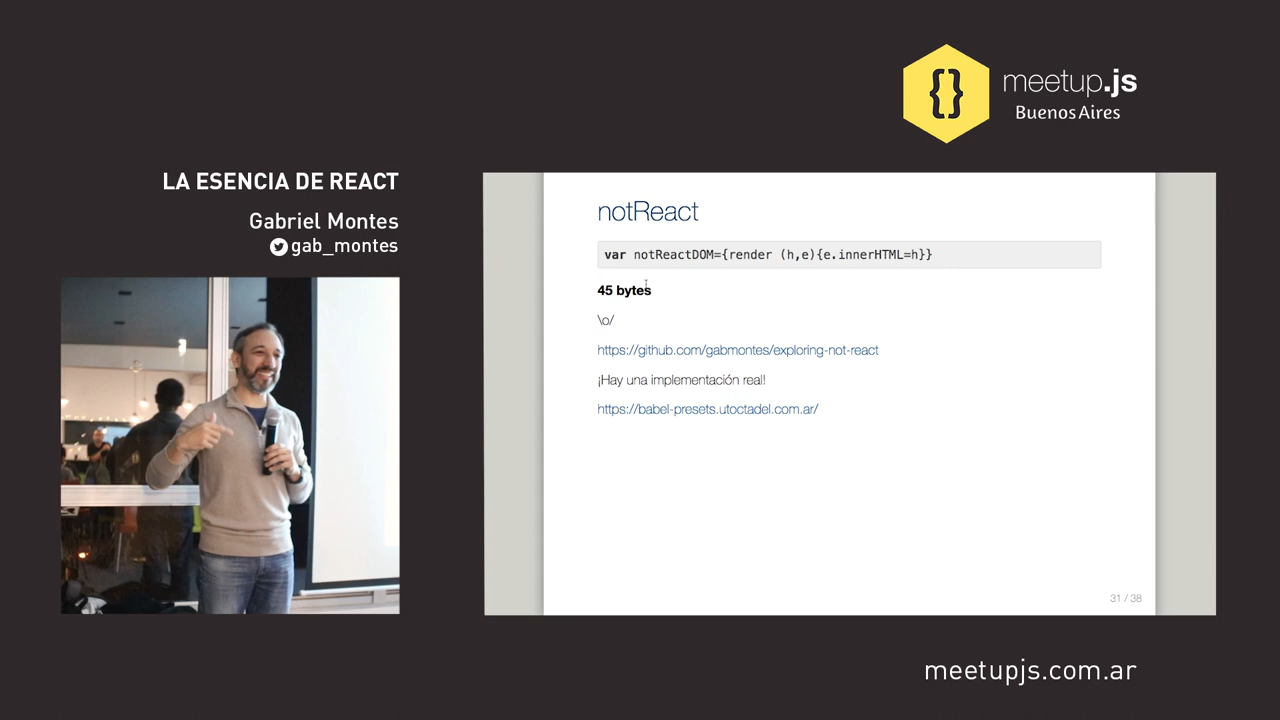 {}
meetup.js
Buenos Aires
LA ESENCIA DE REACT
Gabriel Montes
gab_montes
notReact
var notReactDOM={render (h,e){e.innerHTML=h}}
45 bytes
\o/
https://github.com/gabmontes/exploring-not-react
¡Hay una implementación real!
https://babel-presets.utoctadel.com.ar/
31 / 38
meetupjs.com.ar